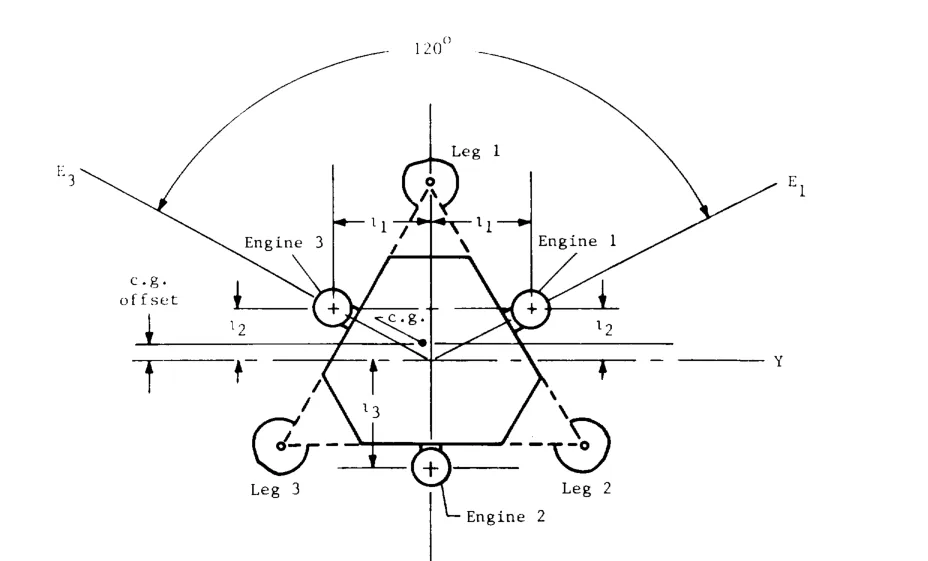 120°
Leg 1
E3
E1
l1
l1
Engine 3
Engine 1
c.g.
offset
c.g.
l2
l2
Y
l3
Leg 3
Leg 2
Engine 2